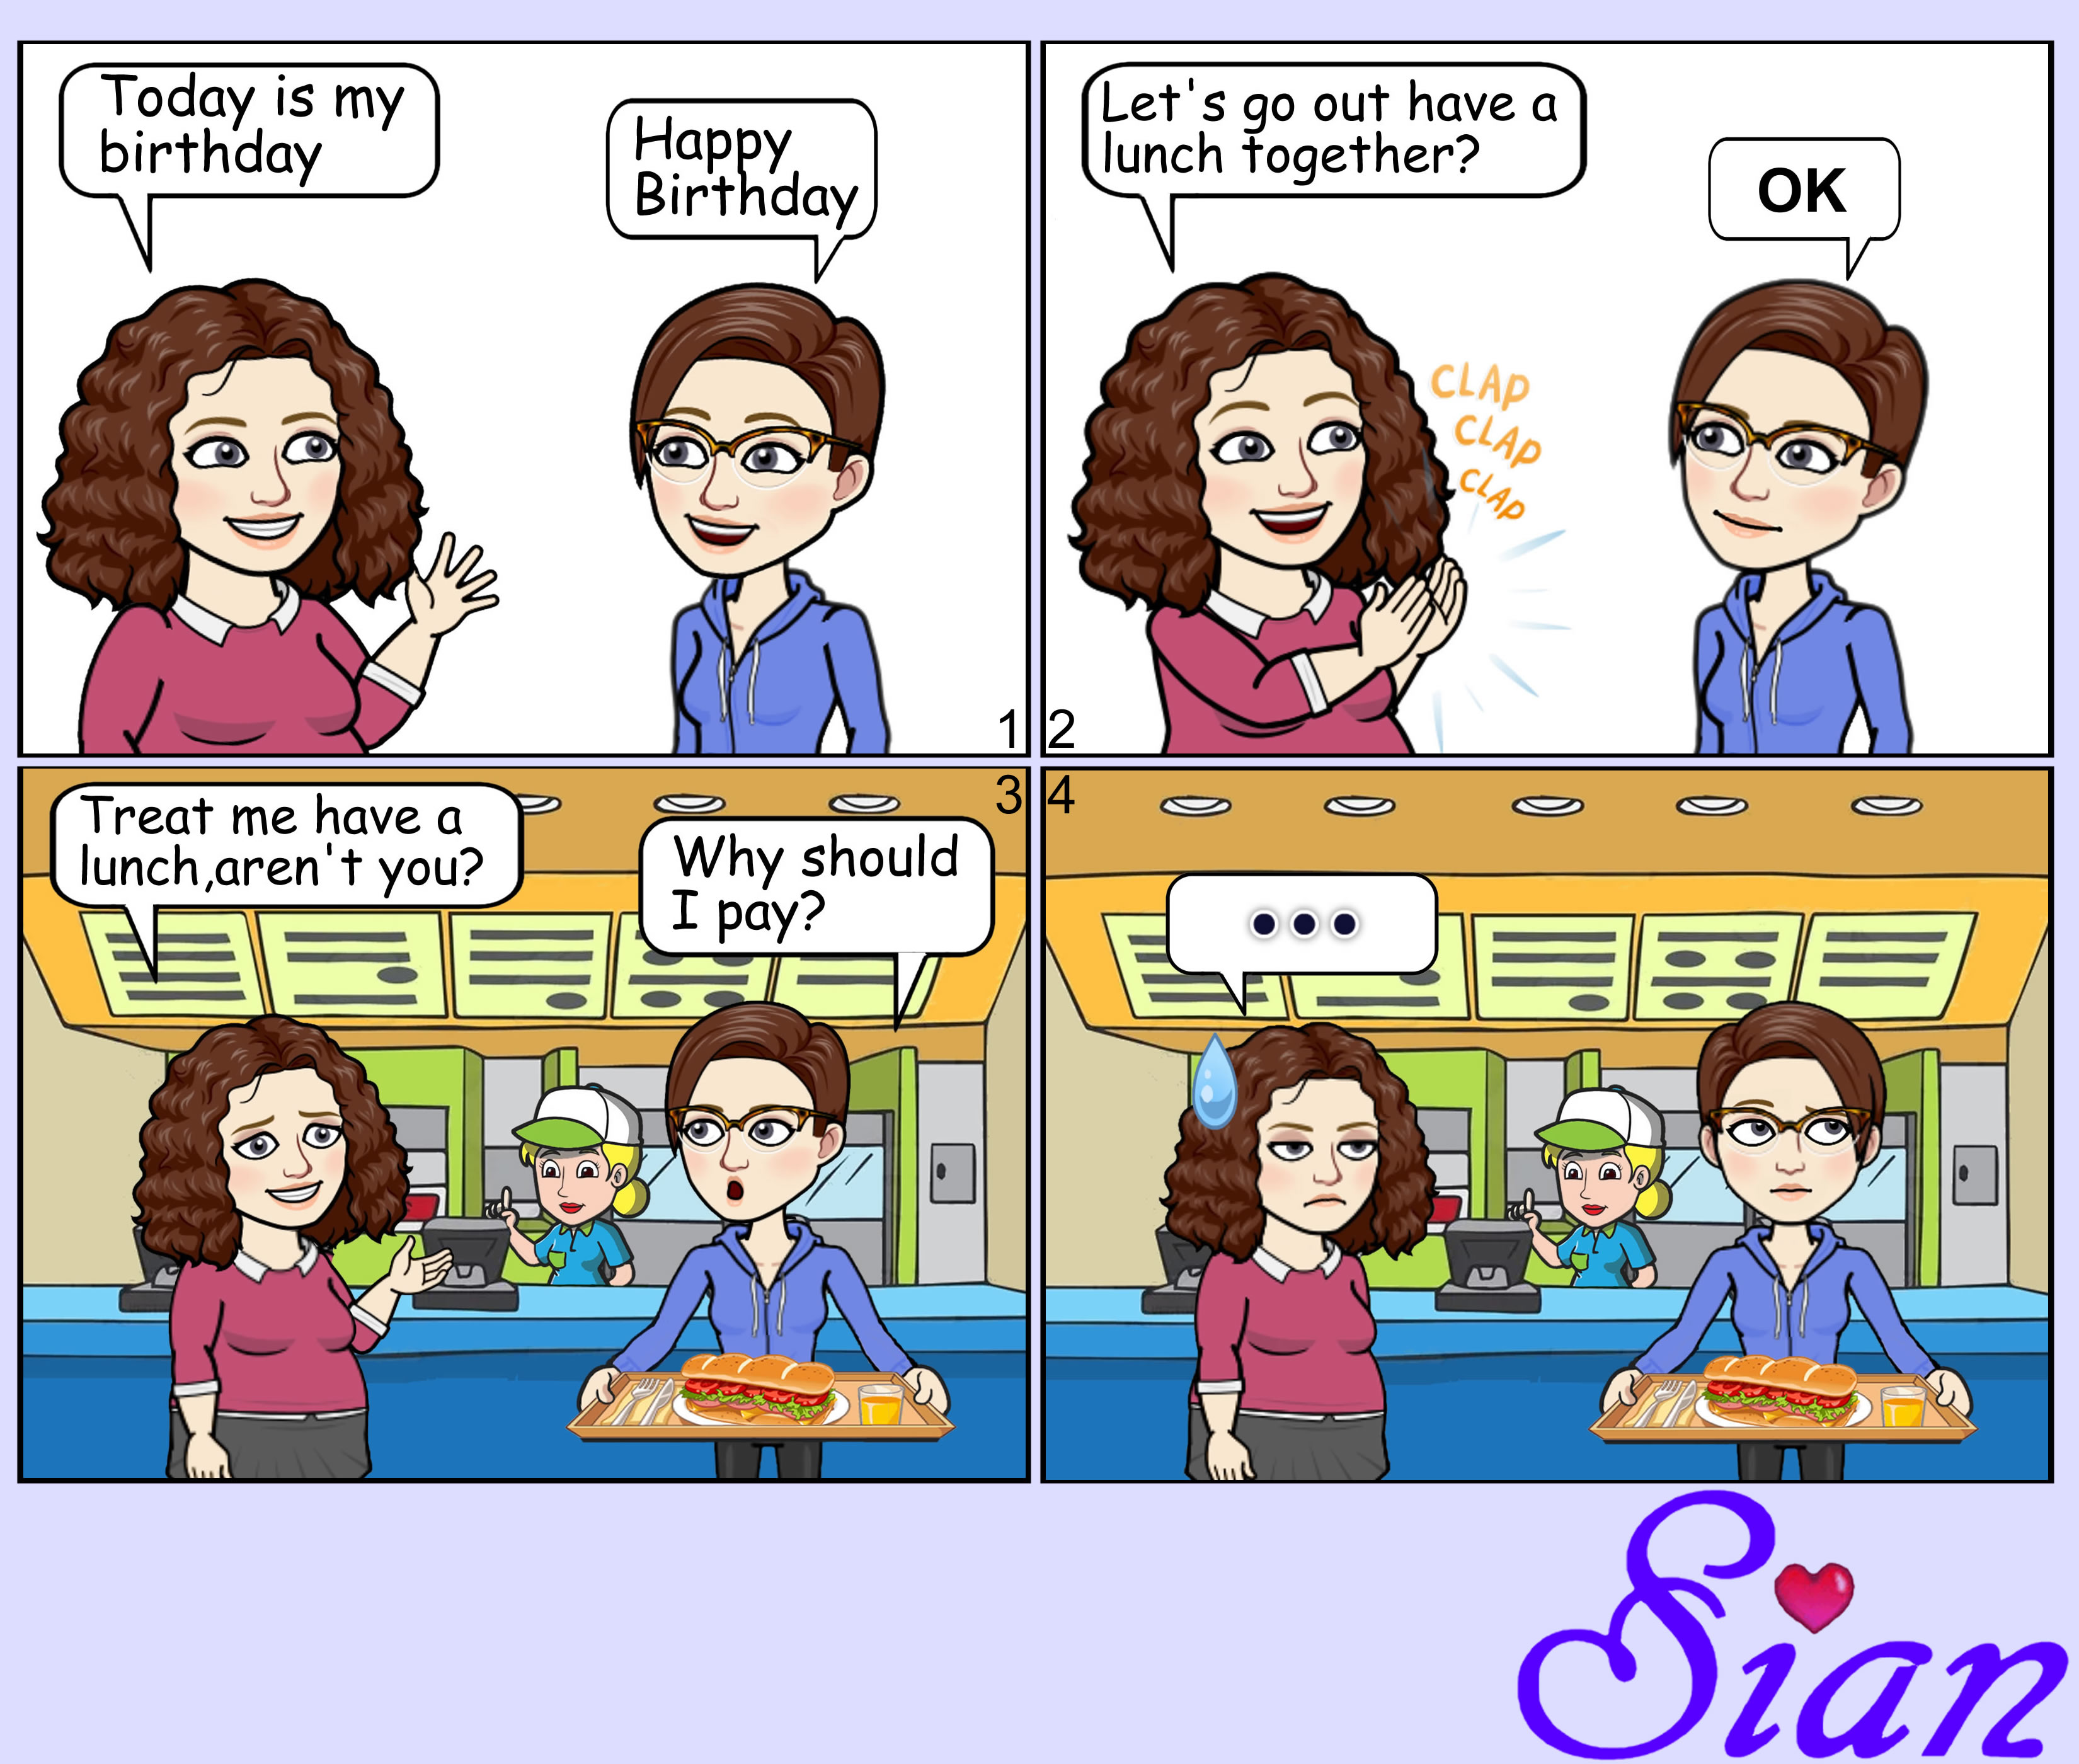 Today is my
birthday
Happy
Birthday
1
Let's go out have a
lunch together?
OK
CLAP
CLAP
CLAP
2
Treat me have a
lunch,aren't you?
Why should
I pay?
3
4
...
Sian